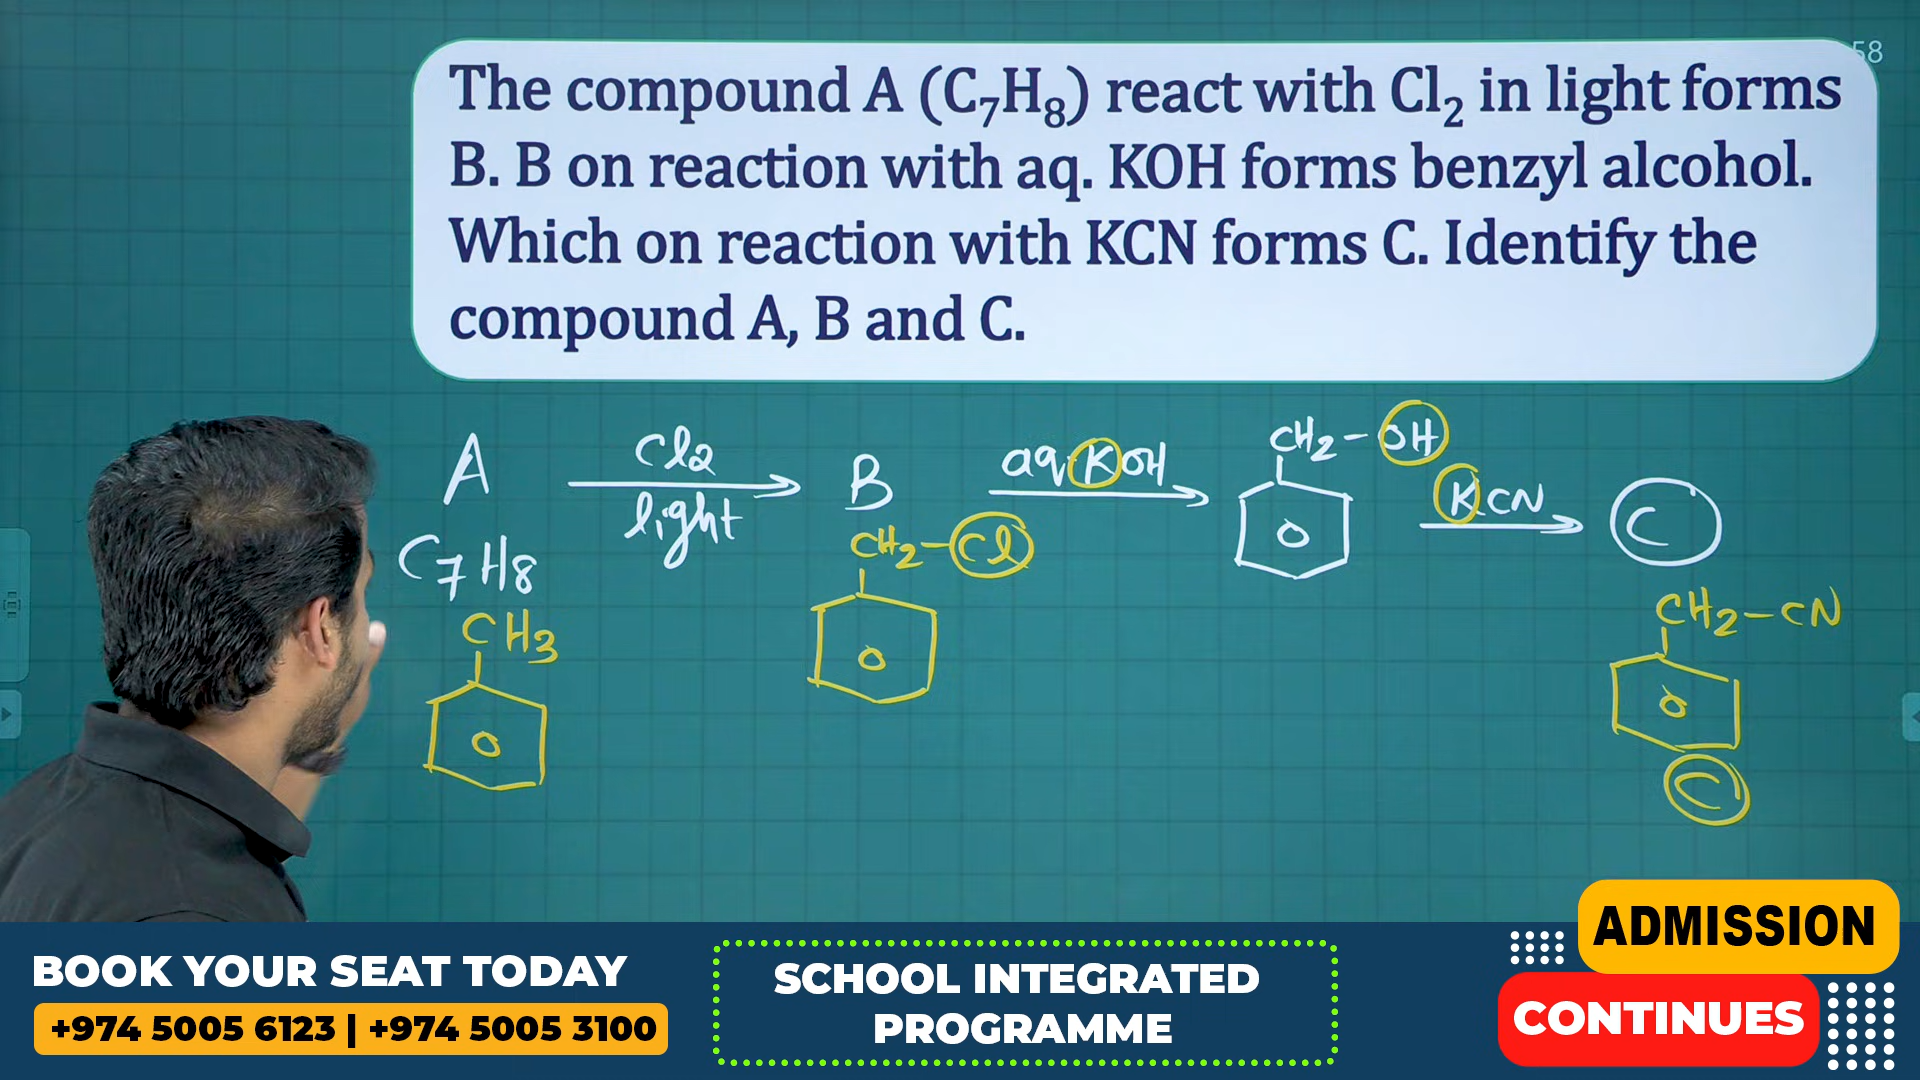 58
The compound A (C₇H₈) react with Cl₂ in light forms
B. B on reaction with aq. KOH forms benzyl alcohol.
Which on reaction with KCN forms C. Identify the
compound A, B and C.
A
C₇H₈
CH₃
Cl₂
light
B
CH₂-Cl
aq KOH
CH₂-OH
KCN
C
CH₂-CN
C
BOOK YOUR SEAT TODAY
+974 5005 6123 | +974 5005 3100
SCHOOL INTEGRATED
PROGRAMME
ADMISSION
CONTINUES